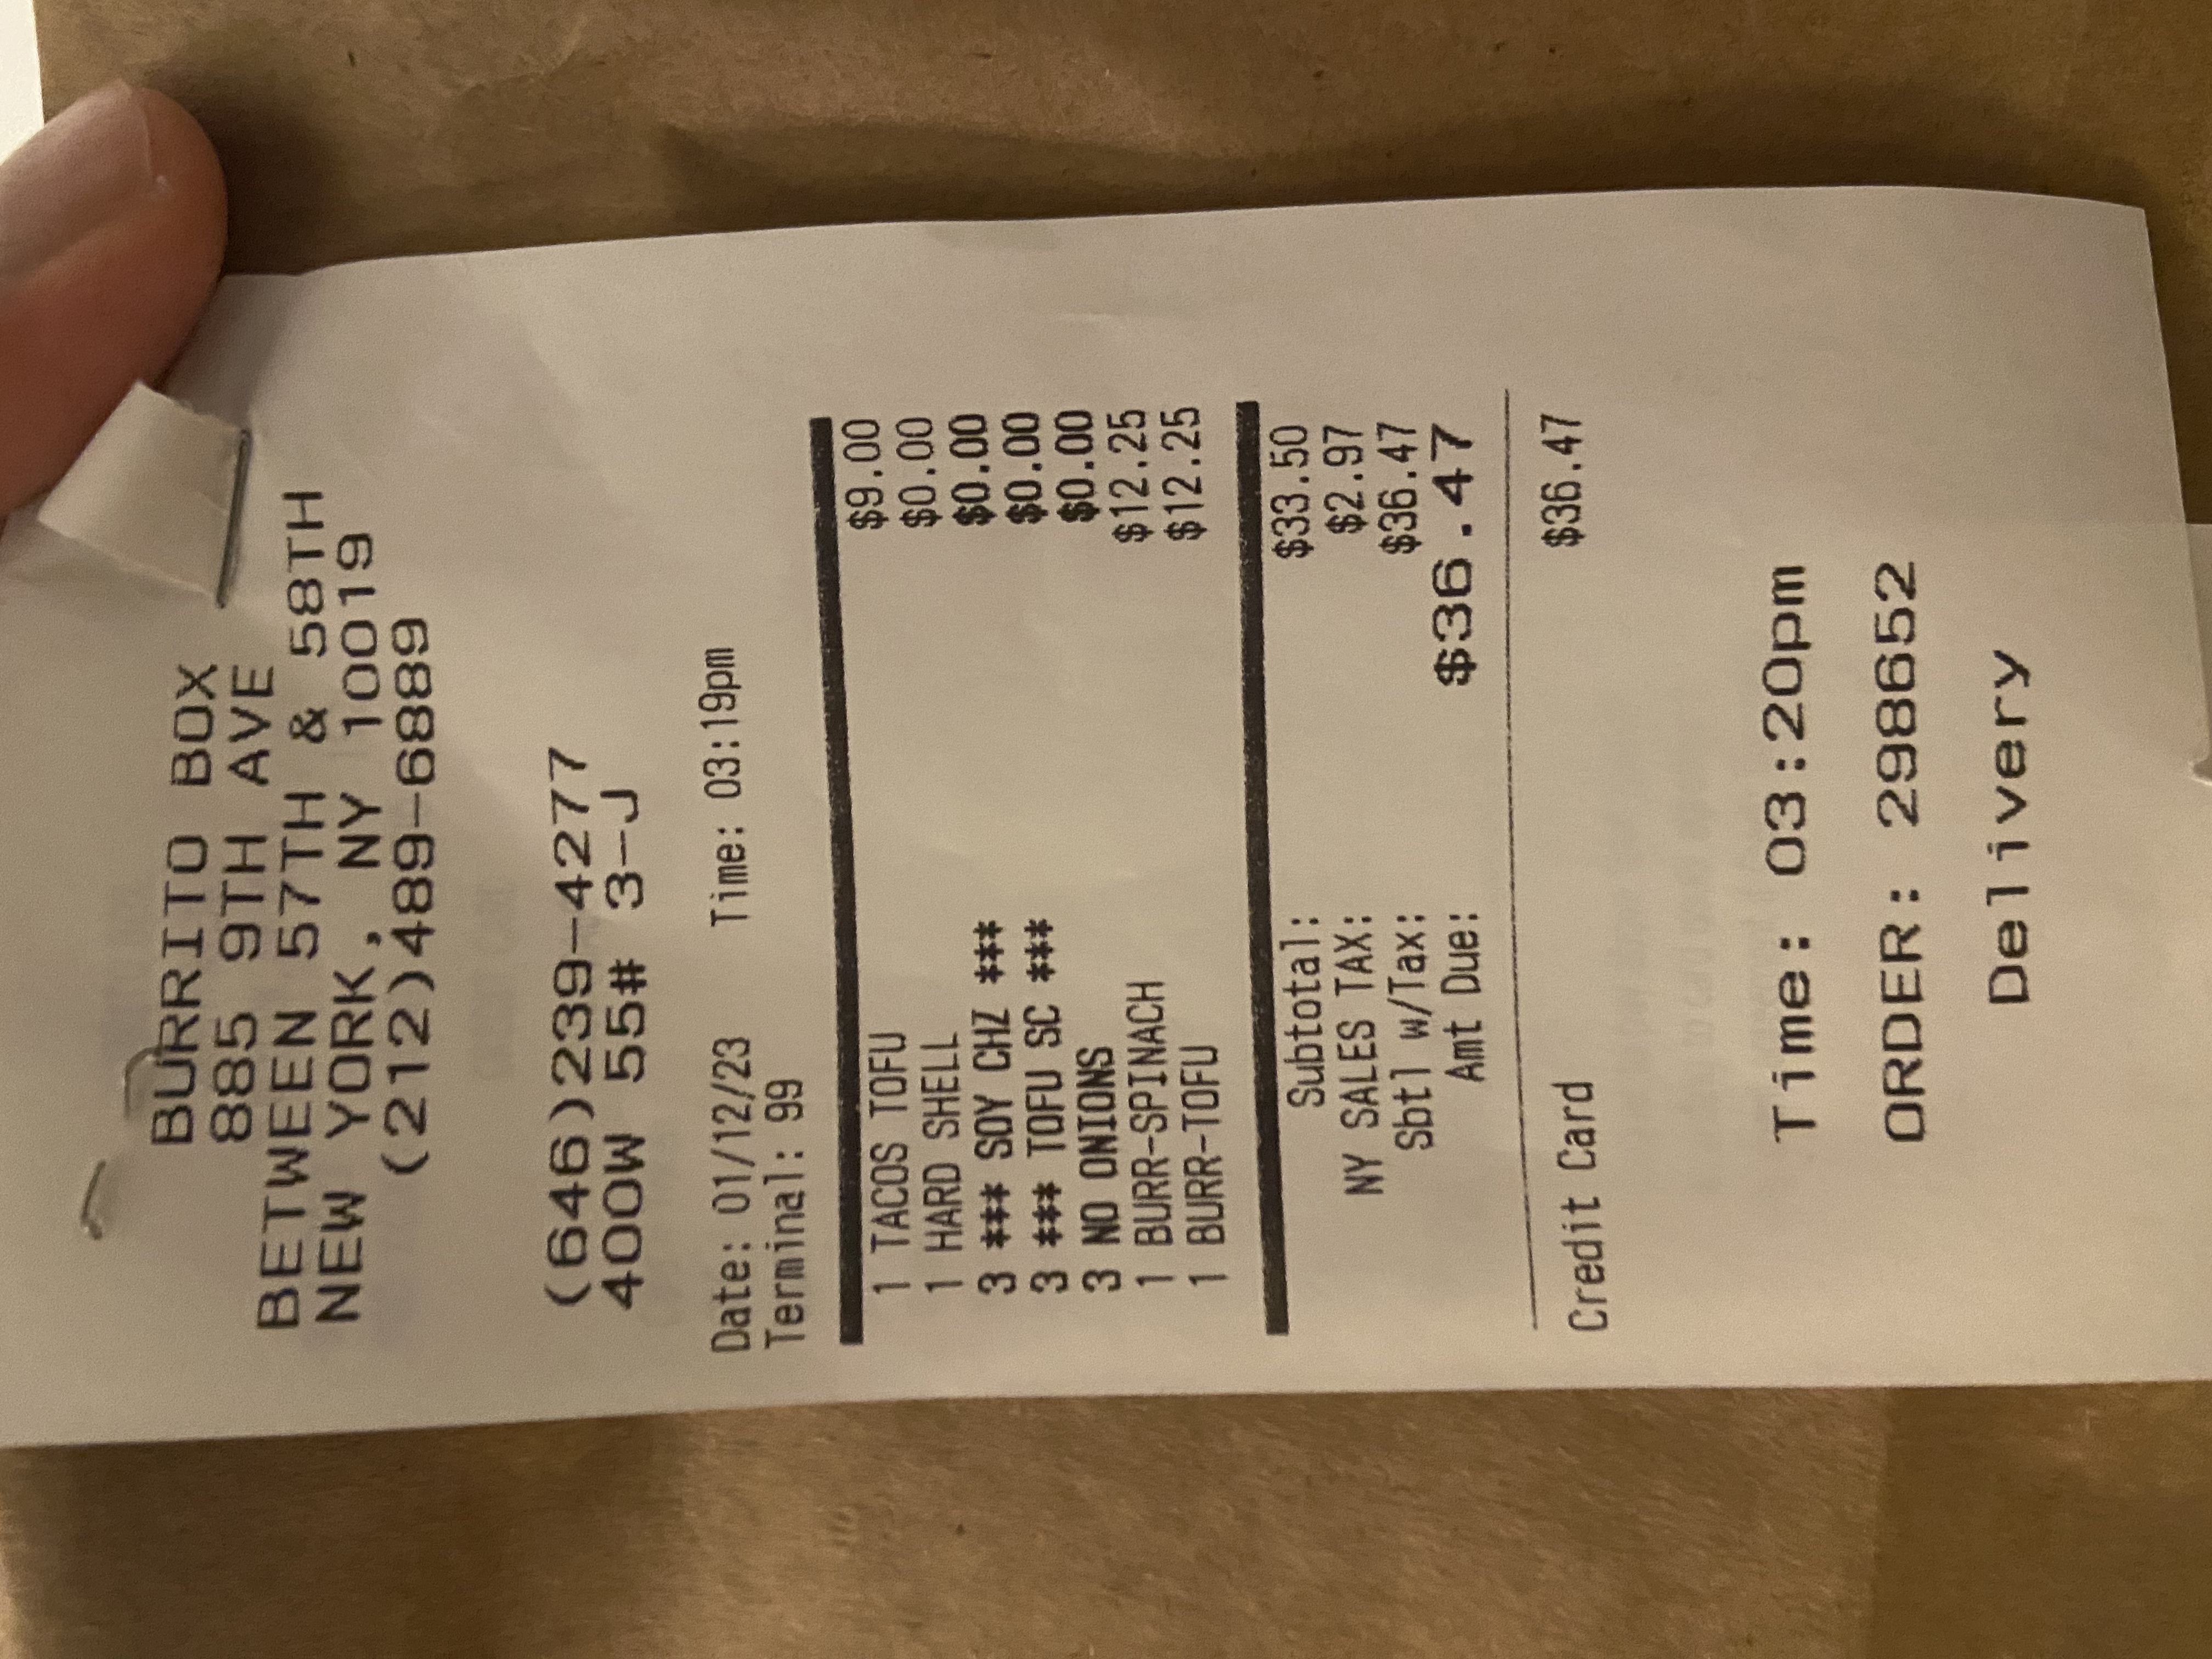 BURRITO BOX
885 9TH AVE
BETWEEN 57TH & 58TH
NEW YORK, NY 10019
(212)489-6889
(646)239-4277
400W 55# 3-J
Date: 01/12/23 Time: 03:19pm
Terminal: 99
1 TACOS TOFU $9.00
1 HARD SHELL $0.00
3 *** SOY CHZ *** $0.00
3 *** TOFU SC *** $0.00
3 NO ONIONS $0.00
1 BURR-SPINACH $12.25
1 BURR-TOFU $12.25
Subtotal: $33.50
NY SALES TAX: $2.97
Sbtl w/Tax: $36.47
Amt Due: $36.47
Credit Card $36.47
Time: 03:20pm
ORDER: 298652
Delivery